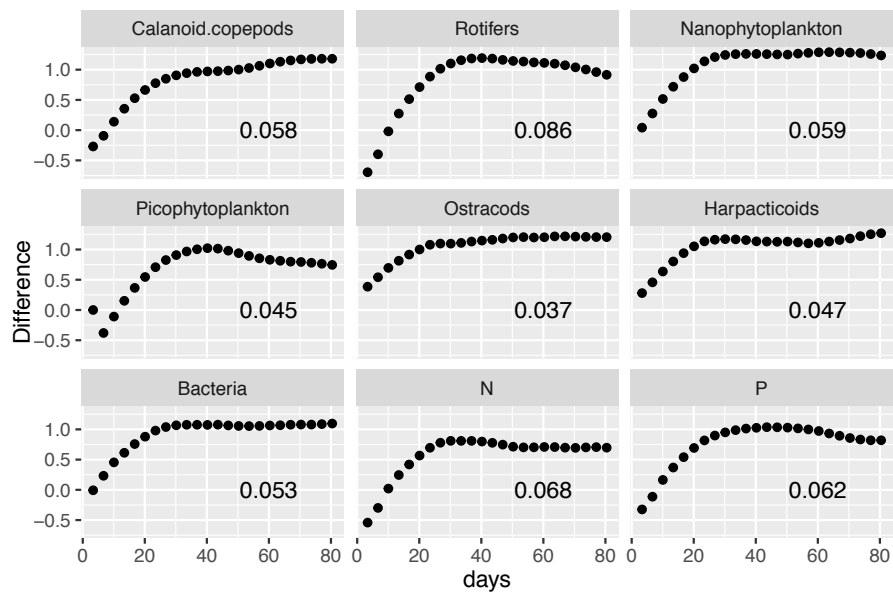 Calanoid.copepods Rotifers Nanophytoplankton
1.0
0.5
0.0
−0.5
0.058 0.086 0.059
Picophytoplankton Ostracods Harpacticoids
1.0
0.5
0.0
−0.5
0.045 0.037 0.047
Difference
Bacteria N P
1.0
0.5
0.0
−0.5
0.053 0.068 0.062
0 20 40 60 80 0 20 40 60 80 0 20 40 60 80
days